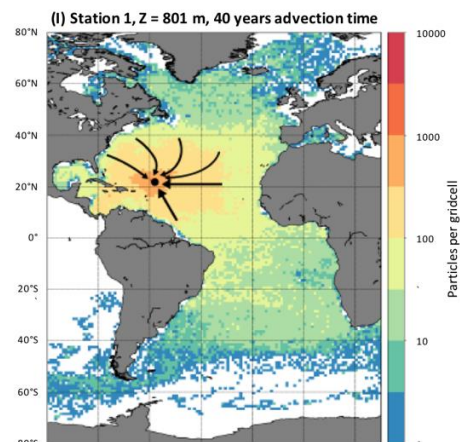 (I) Station 1, Z = 801 m, 40 years advection time
80°N
60°N
40°N
20°N
0°
20°S
40°S
60°S
80°S
10000
1000
100
10
Particles per gridcell